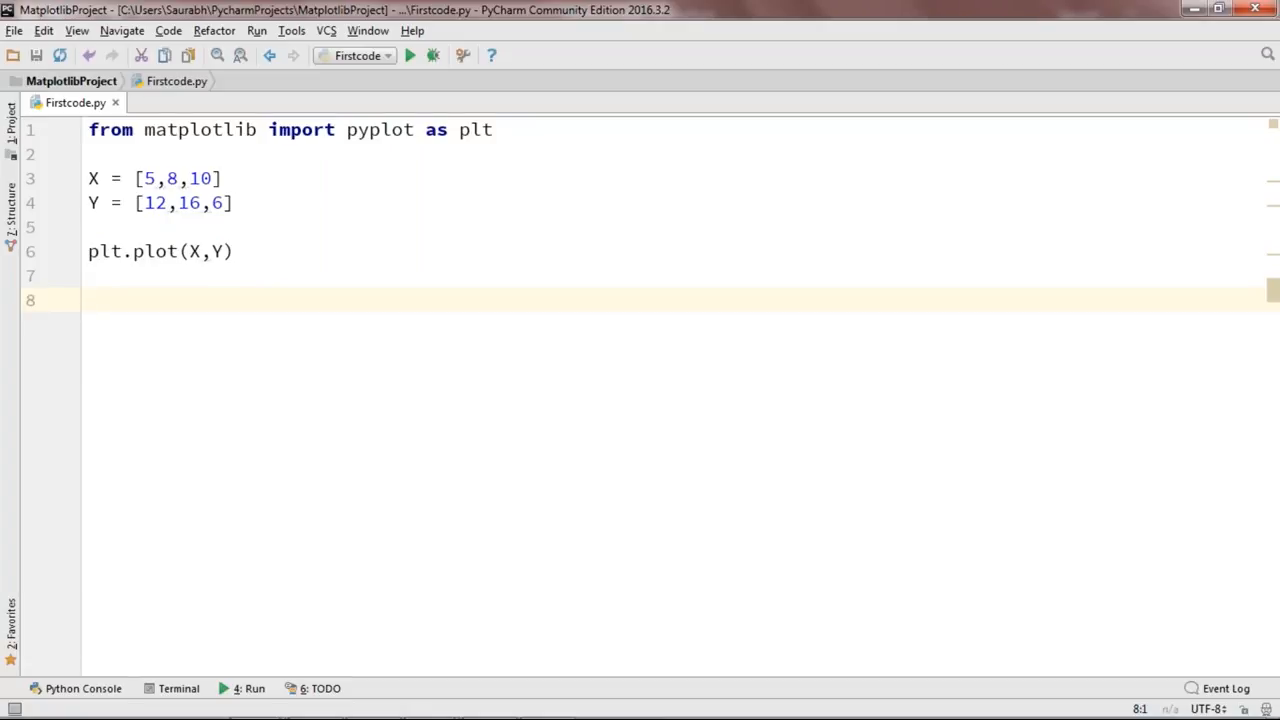 MatplotlibProject - [C:\Users\Saurabh\PycharmProjects\MatplotlibProject] - ...\Firstcode.py - PyCharm Community Edition 2016.3.2
File Edit View Navigate Code Refactor Run Tools VCS Window Help
Firstcode
MatplotlibProject Firstcode.py
Firstcode.py
1: Project
7: Structure
2: Favorites
1 from matplotlib import pyplot as plt
2
3 X = [5,8,10]
4 Y = [12,16,6]
5
6 plt.plot(X,Y)
7
8
Python Console Terminal 4: Run 6: TODO Event Log
8:1 n/a UTF-8